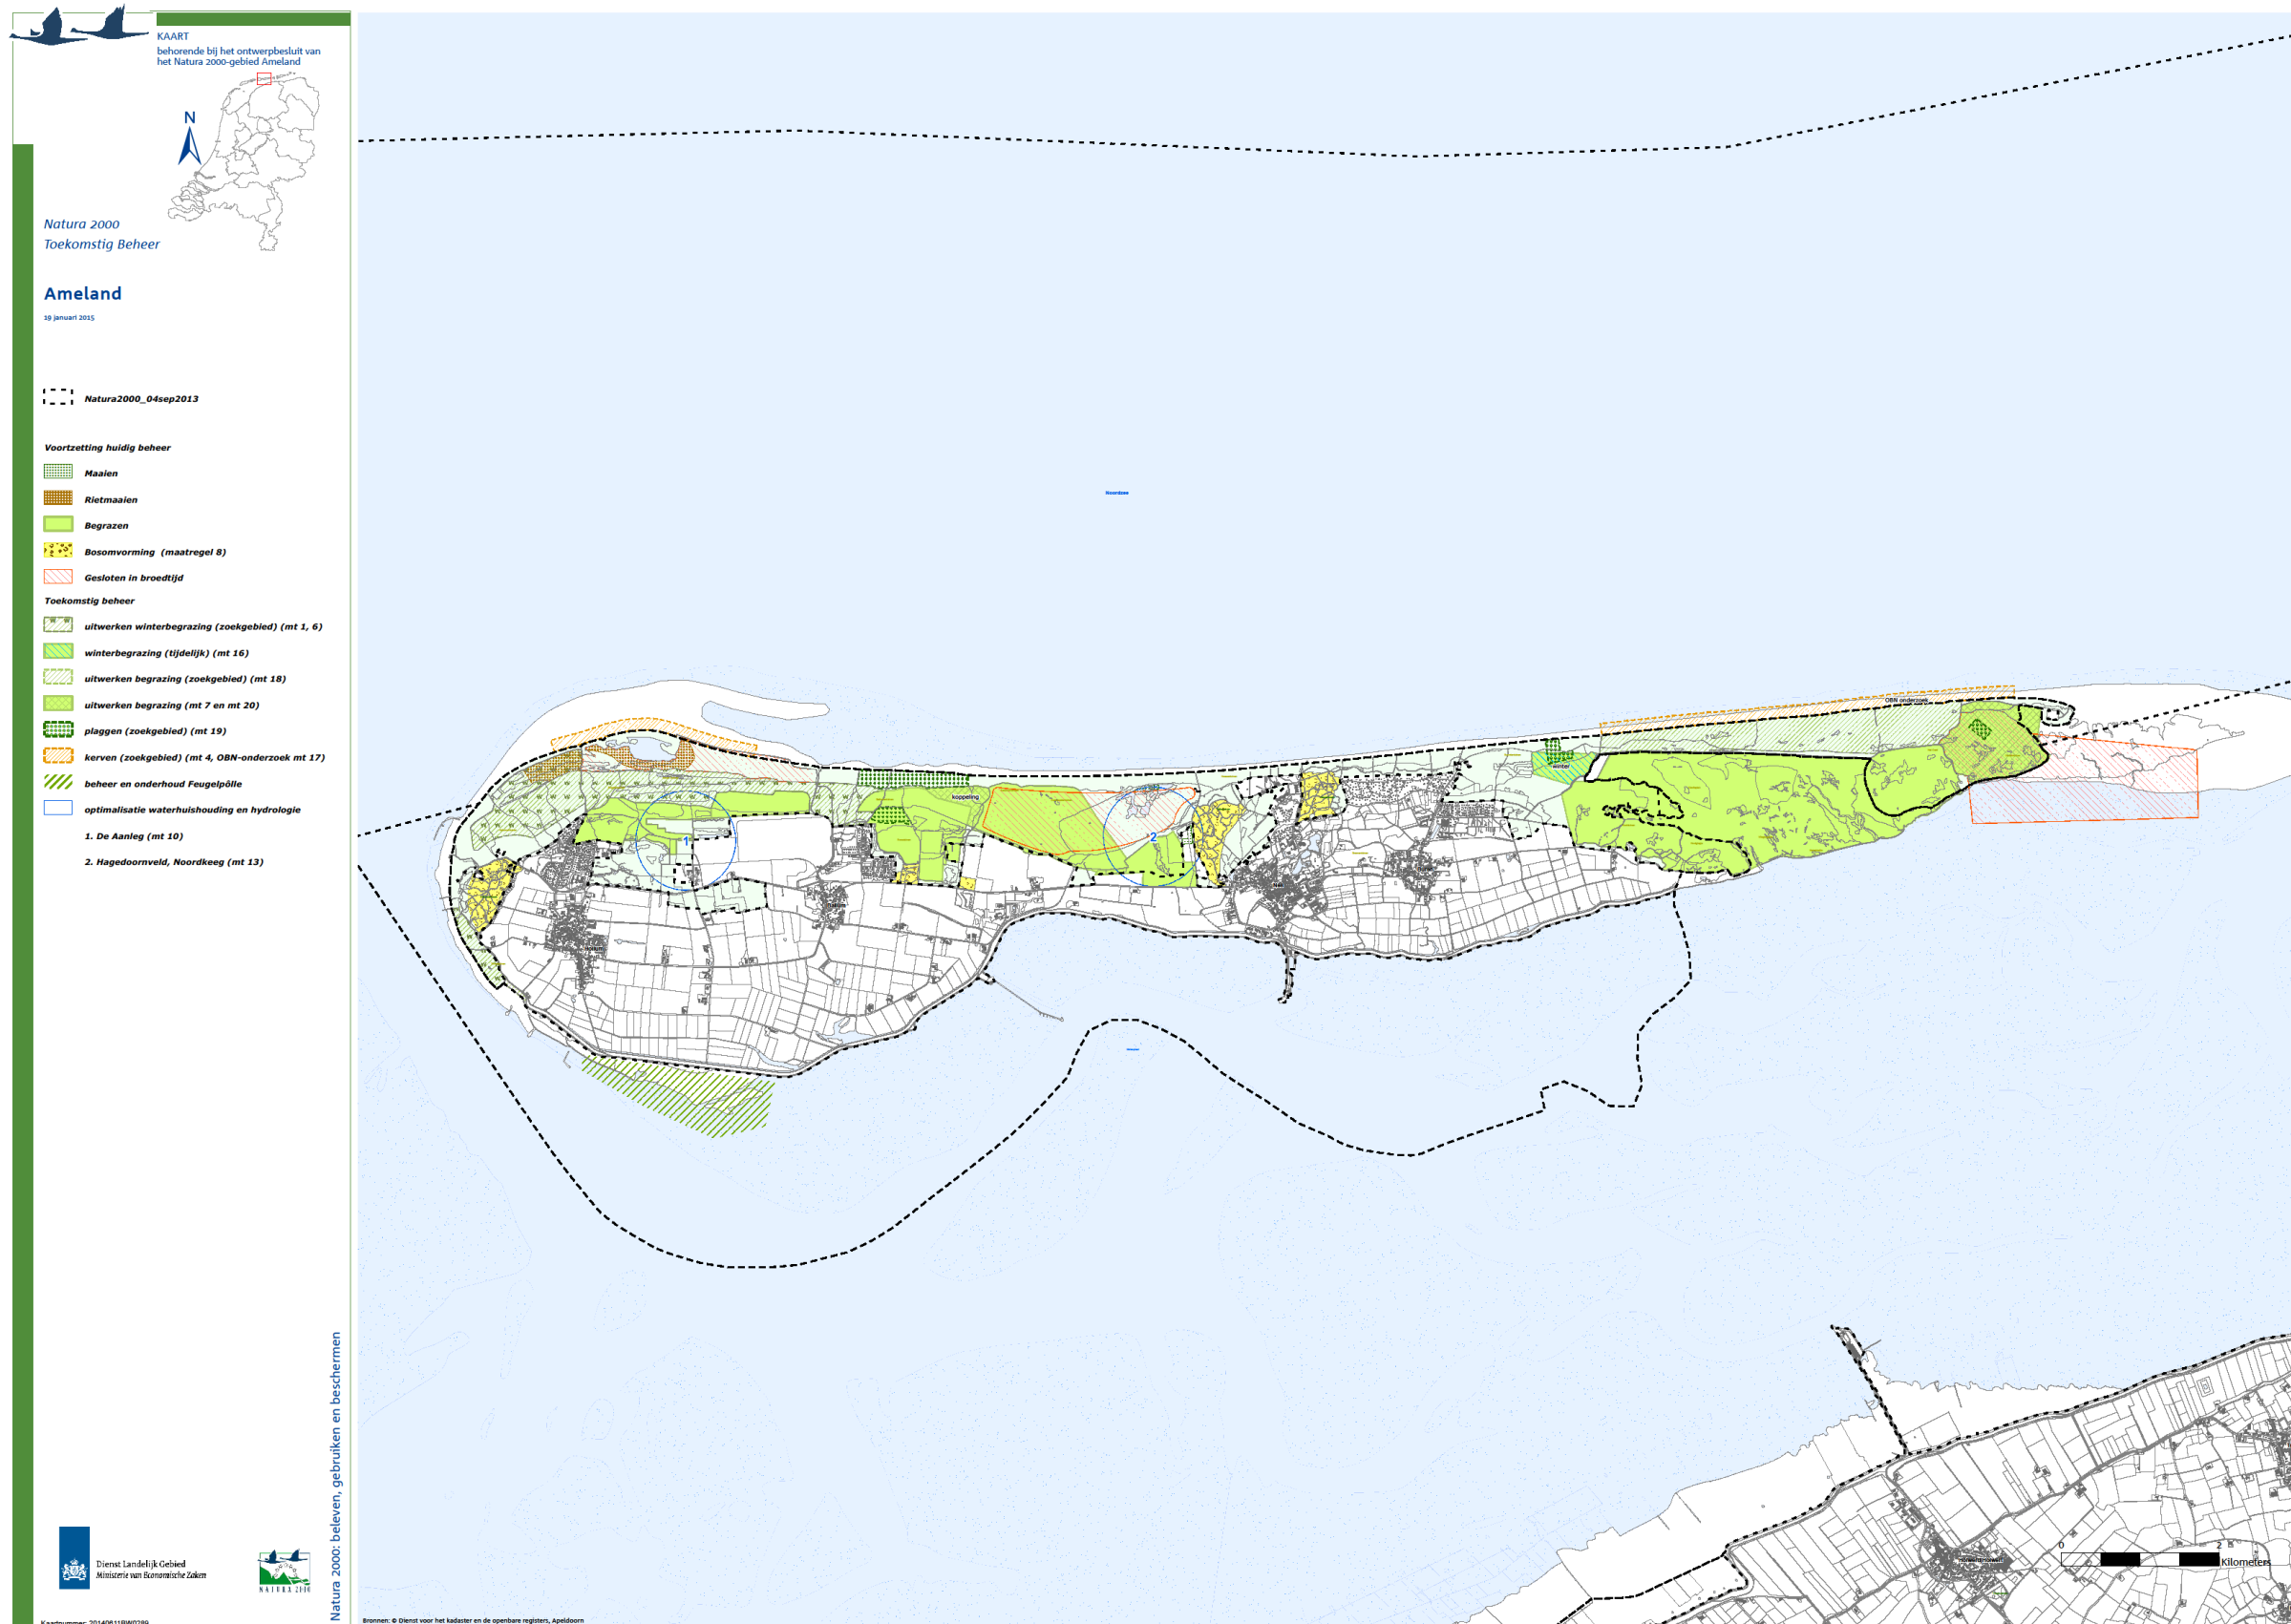 KAART
behorende bij het ontwerpbesluit van
het Natura 2000-gebied Ameland
N
Natura 2000
Toekomstig Beheer
Ameland
19 januari 2015
Natura2000_04sep2013
Voortzetting huidig beheer
Maaien
Rietmaaien
Begrazen
Bosomvorming (maatregel 8)
Gesloten in broedtijd
Toekomstig beheer
uitwerken winterbegrazing (zoekgebied) (mt 1, 6)
winterbegrazing (tijdelijk) (mt 16)
uitwerken begrazing (zoekgebied) (mt 18)
uitwerken begrazing (mt 7 en mt 20)
plaggen (zoekgebied) (mt 19)
kerven (zoekgebied) (mt 4, OBN-onderzoek mt 17)
beheer en onderhoud Feugelpôlle
optimalisatie waterhuishouding en hydrologie
1. De Aanleg (mt 10)
2. Hagedoornveld, Noordkeeg (mt 13)
Natura 2000: beleven, gebruiken en beschermen
Dienst Landelijk Gebied
Ministerie van Economische Zaken
NATURA 2000
Kaartnummer: 20140611BW0289
Noordzee
OBN onderzoek
winter
koppeling
1
2
Hollum
Nes
0 2
Kilometers
Bronnen: © Dienst voor het kadaster en de openbare registers, Apeldoorn